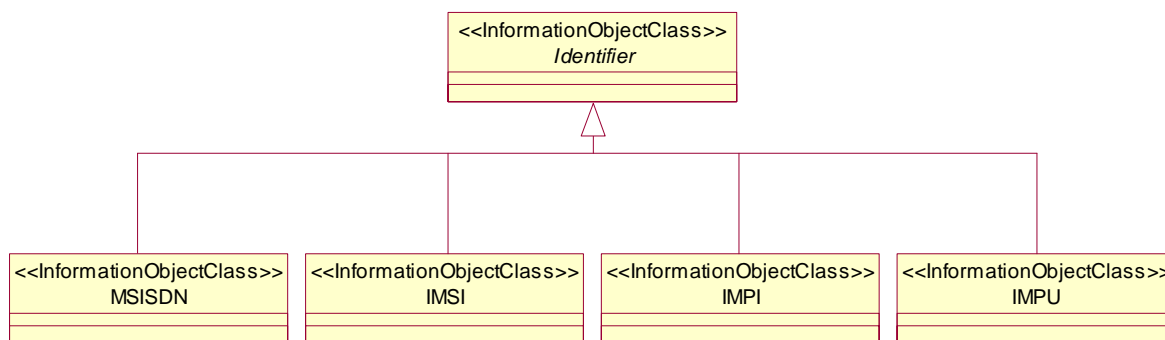 <<InformationObjectClass>>
Identifier
<<InformationObjectClass>>
MSISDN
<<InformationObjectClass>>
IMSI
<<InformationObjectClass>>
IMPI
<<InformationObjectClass>>
IMPU